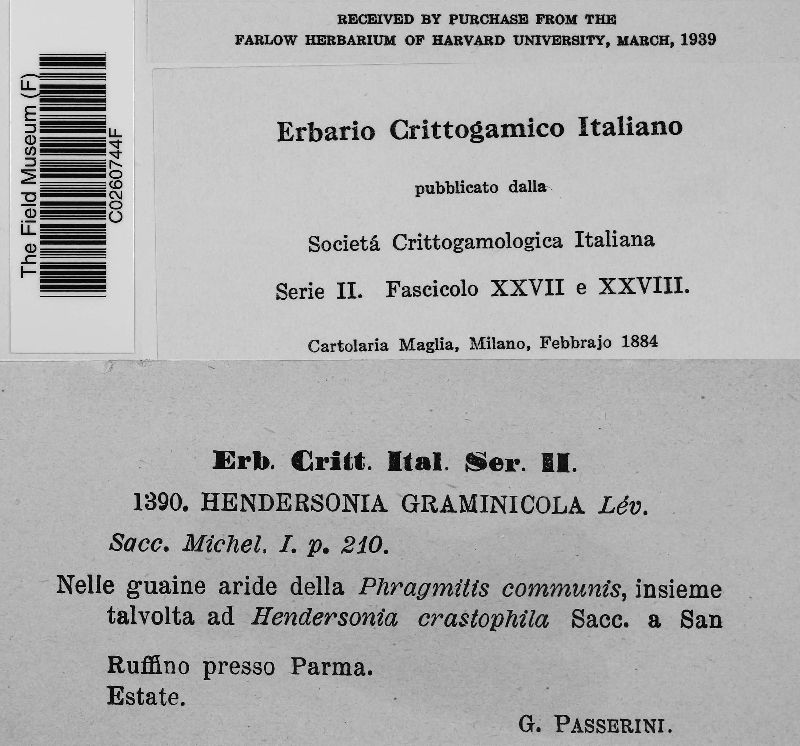 RECEIVED BY PURCHASE FROM THE
FARLOW HERBARIUM OF HARVARD UNIVERSITY, MARCH, 1939
The Field Museum (F)
C0260744F
Erbario Crittogamico Italiano
pubblicato dalla
Societá Crittogamologica Italiana
Serie II. Fascicolo XXVII e XXVIII.
Cartolaria Maglia, Milano, Febbrajo 1884
Erb. Critt. Ital. Ser. II.
1390. HENDERSONIA GRAMINICOLA Lév.
Sacc. Michel. I. p. 210.
Nelle guaine aride della Phragmitis communis, insieme
talvolta ad Hendersonia crastophila Sacc. a San
Ruffino presso Parma.
Estate.
G. PASSERINI.